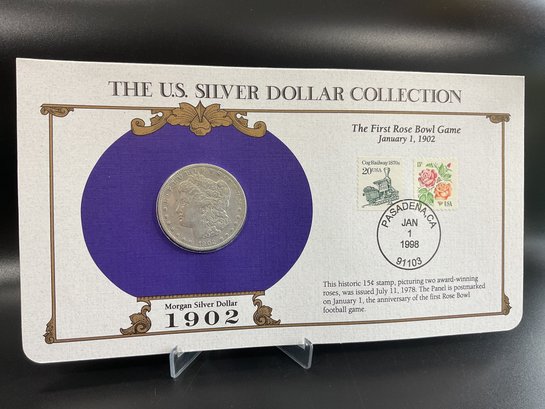 THE U.S. SILVER DOLLAR COLLECTION
The First Rose Bowl Game
January 1, 1902
Cog Railway 1870s
20¢ USA
15¢
USA
PASADENA, CA
JAN
1
1998
91103
This historic 15¢ stamp, picturing two award-winning
roses, was issued July 11, 1978. The Panel is postmarked
on January 1, the anniversary of the first Rose Bowl
football game.
Morgan Silver Dollar
1902